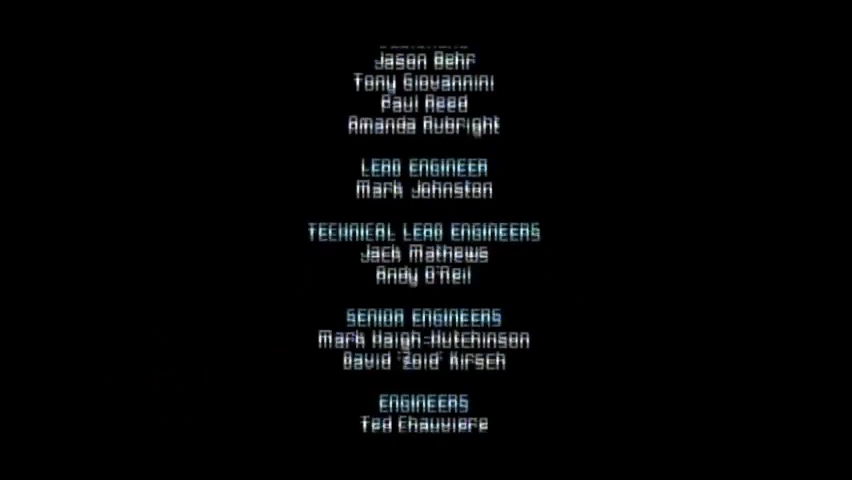 Jason Behr
Tony Giovannini
Paul Reed
Amanda Rubright
LEAD ENGINEER
Mark Johnston
TECHNICAL LEAD ENGINEERS
Jack Mathews
Andy O'Neil
SENIOR ENGINEERS
Mark Haigh-Hutchinson
David "Zoid" Kirsch
ENGINEERS
Ted Chauviere